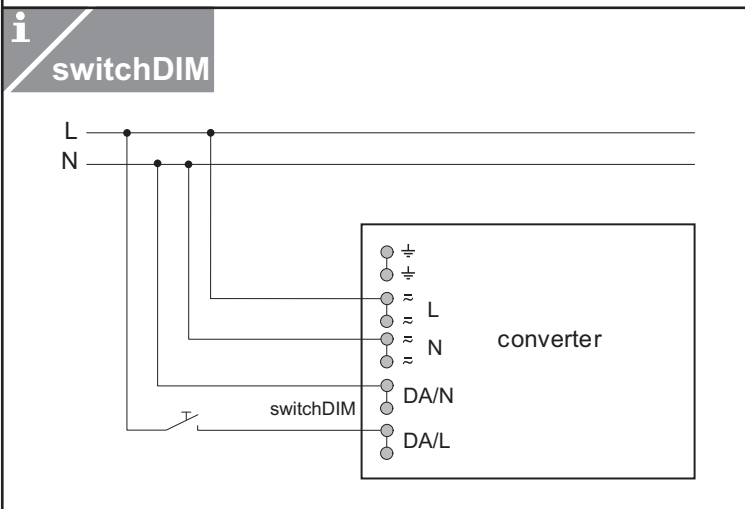 i
switchDIM
L
N
⏚
⏚
≂
L
≂
≂
N
≂
converter
DA/N
switchDIM
DA/L